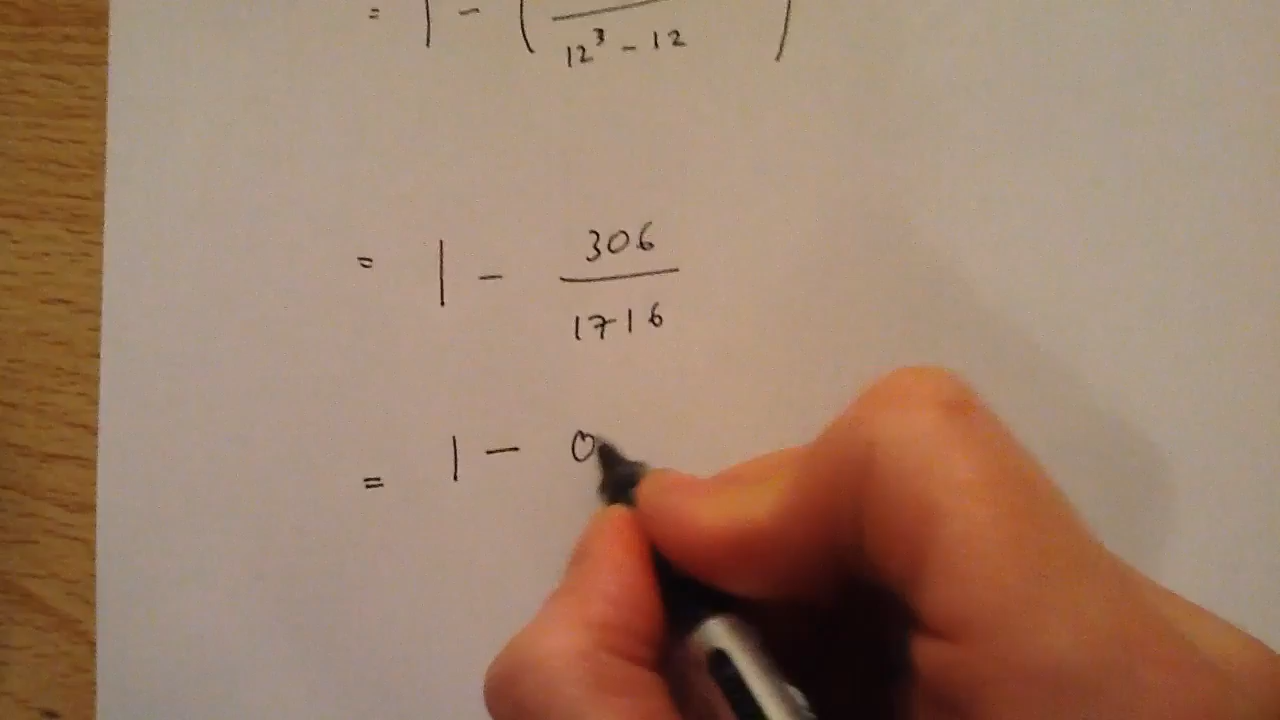 = 1 - (
12³ - 12 )
= 1 - 306
1716
= 1 - 0